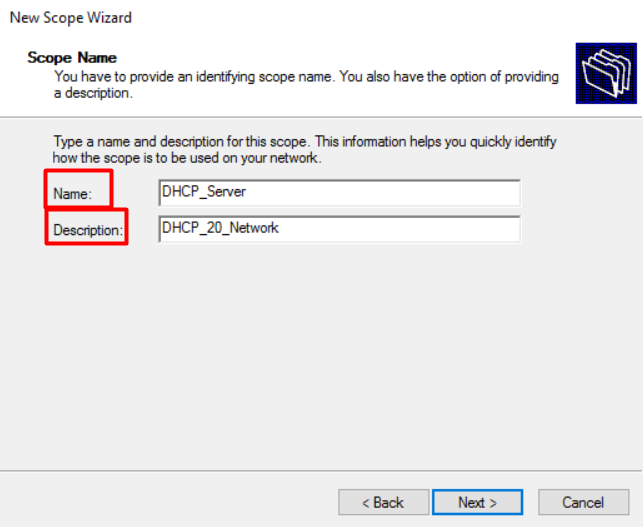 New Scope Wizard
Scope Name
You have to provide an identifying scope name. You also have the option of providing
a description.
Type a name and description for this scope. This information helps you quickly identify
how the scope is to be used on your network.
Name: DHCP_Server
Description: DHCP_20_Network
< Back Next > Cancel